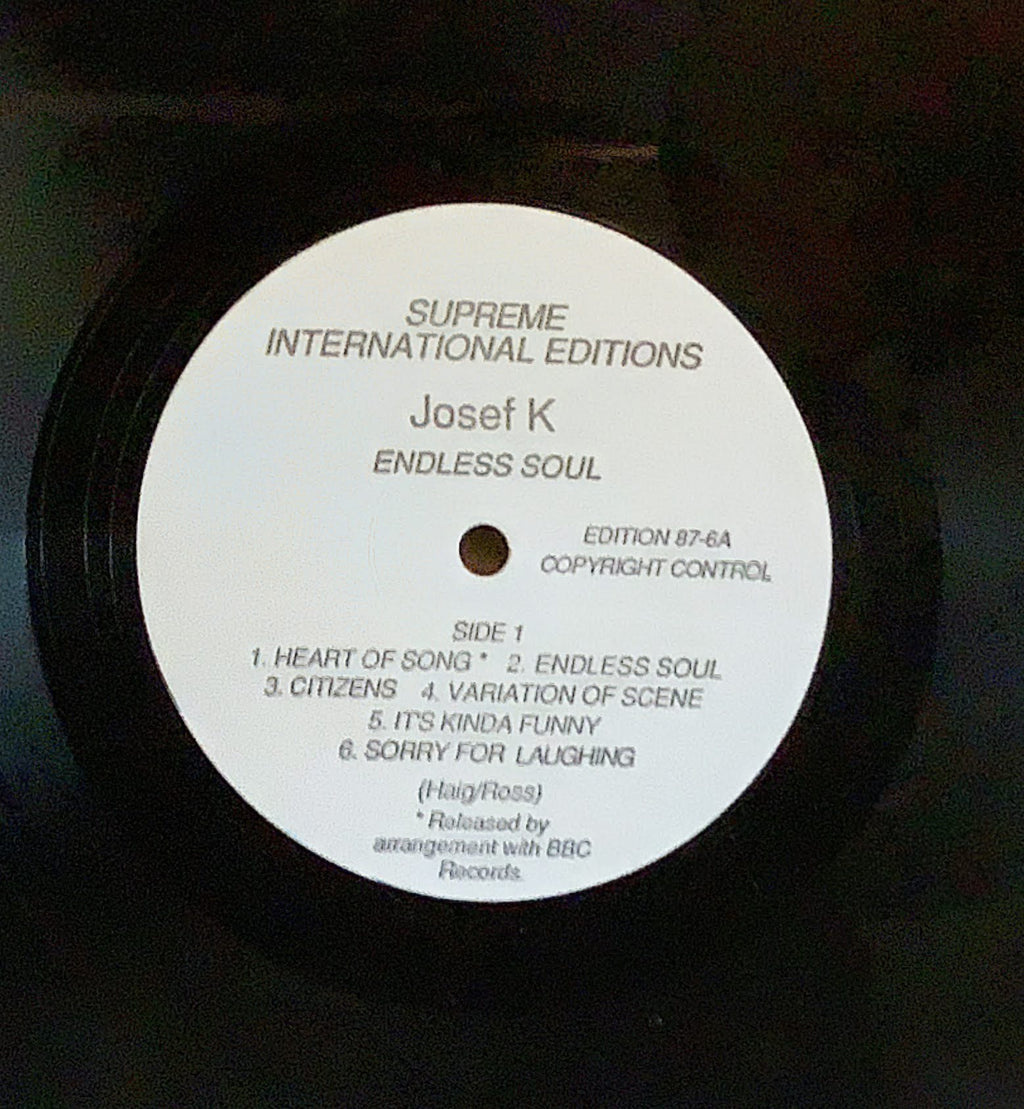 SUPREME
INTERNATIONAL EDITIONS
Josef K
ENDLESS SOUL
EDITION 87-6A
COPYRIGHT CONTROL
SIDE 1
1. HEART OF SONG * 2. ENDLESS SOUL
3. CITIZENS 4. VARIATION OF SCENE
5. IT'S KINDA FUNNY
6. SORRY FOR LAUGHING
(Haig/Ross)
* Released by
arrangement with BBC
Records.